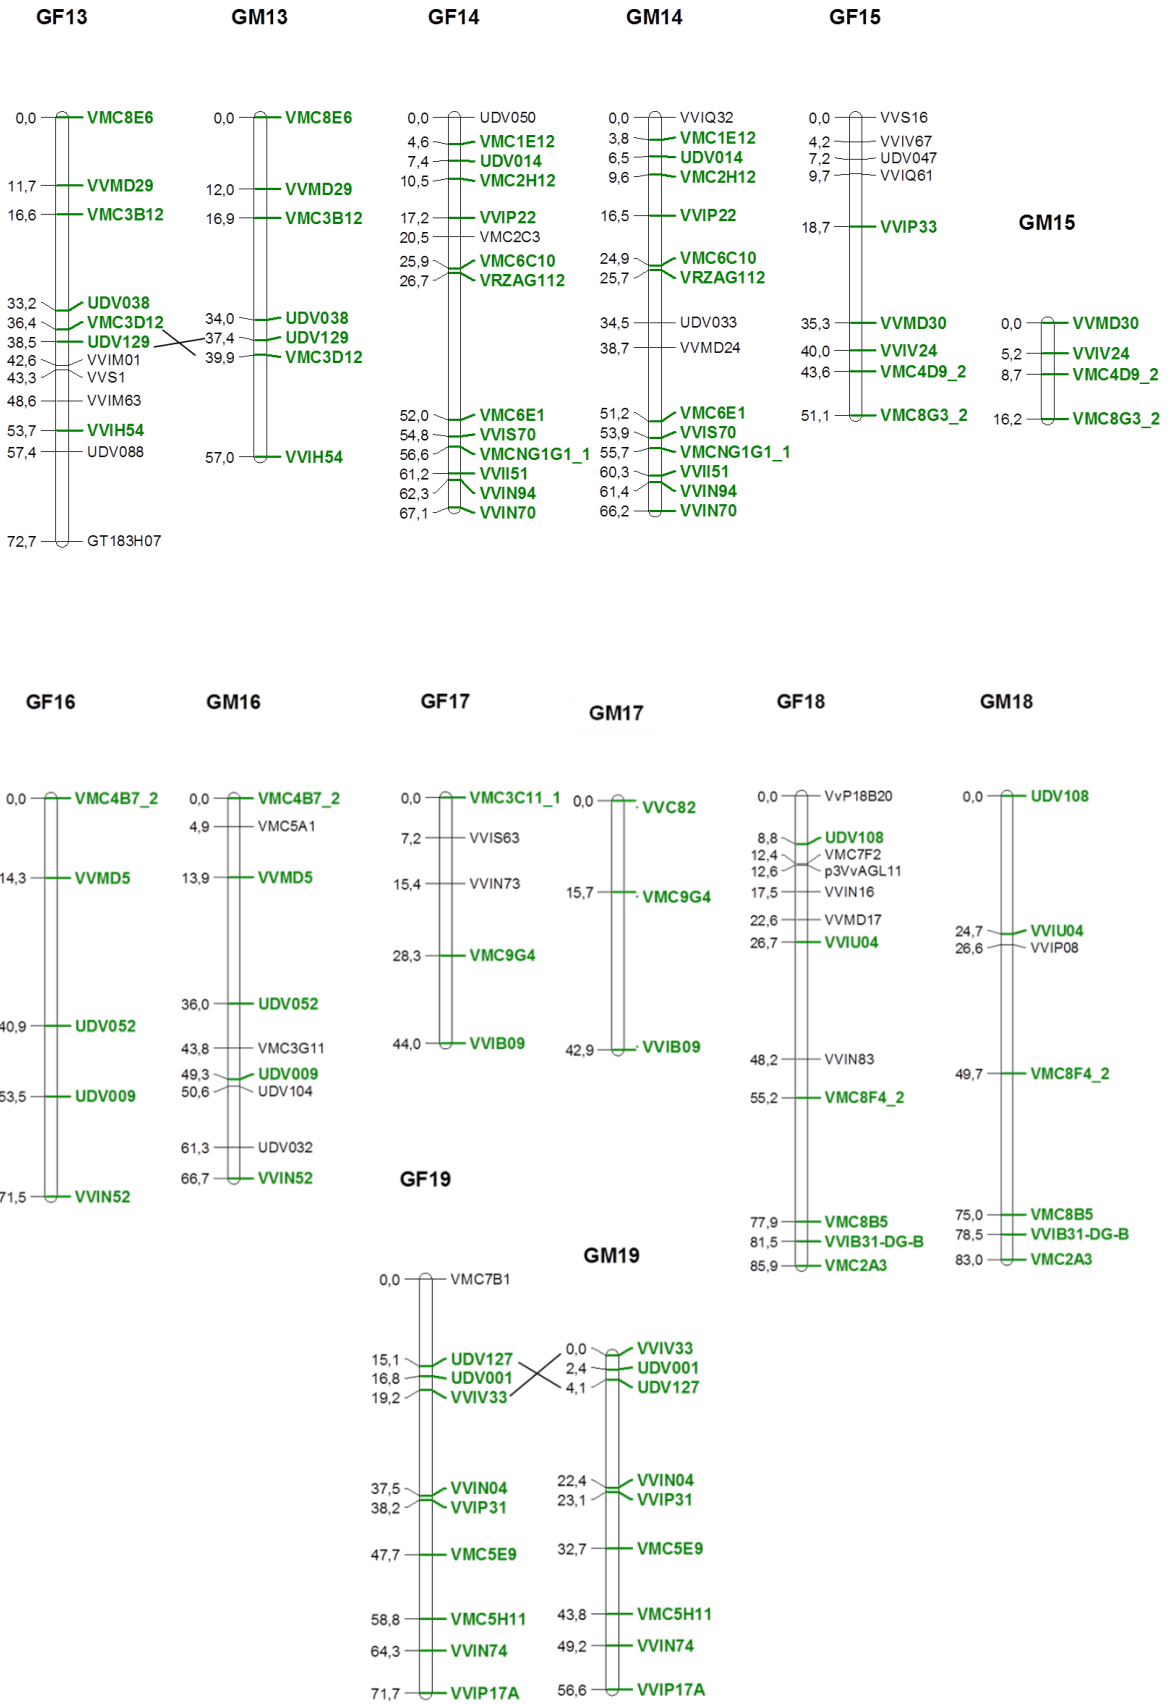 GF13 GM13 GF14 GM14 GF15
0,0 VMC8E6
11,7 VVMD29
16,6 VMC3B12
33,2 UDV038
36,4 VMC3D12
38,5 UDV129
42,6 VVIM01
43,3 VVS1
48,6 VVIM63
53,7 VVIH54
57,4 UDV088
72,7 GT183H07
0,0 VMC8E6
12,0 VVMD29
16,9 VMC3B12
34,0 UDV038
37,4 UDV129
39,9 VMC3D12
57,0 VVIH54
0,0 UDV050
4,6 VMC1E12
7,4 UDV014
10,5 VMC2H12
17,2 VVIP22
20,5 VMC2C3
25,9 VMC6C10
26,7 VRZAG112
52,0 VMC6E1
54,8 VVIS70
56,6 VMCNG1G1_1
61,2 VVII51
62,3 VVIN94
67,1 VVIN70
0,0 VVIQ32
3,8 VMC1E12
6,5 UDV014
9,6 VMC2H12
16,5 VVIP22
24,9 VMC6C10
25,7 VRZAG112
34,5 UDV033
38,7 VVMD24
51,2 VMC6E1
53,9 VVIS70
55,7 VMCNG1G1_1
60,3 VVII51
61,4 VVIN94
66,2 VVIN70
0,0 VVS16
4,2 VVIV67
7,2 UDV047
9,7 VVIQ61
18,7 VVIP33
35,3 VVMD30
40,0 VVIV24
43,6 VMC4D9_2
51,1 VMC8G3_2
GM15
0,0 VVMD30
5,2 VVIV24
8,7 VMC4D9_2
16,2 VMC8G3_2
GF16 GM16 GF17 GM17 GF18 GM18
0,0 VMC4B7_2
14,3 VVMD5
40,9 UDV052
53,5 UDV009
71,5 VVIN52
0,0 VMC4B7_2
4,9 VMC5A1
13,9 VVMD5
36,0 UDV052
43,8 VMC3G11
49,3 UDV009
50,6 UDV104
61,3 UDV032
66,7 VVIN52
0,0 VMC3C11_1
7,2 VVIS63
15,4 VVIN73
28,3 VMC9G4
44,0 VVIB09
0,0 VVC82
15,7 VMC9G4
42,9 VVIB09
0,0 VvP18B20
8,8 UDV108
12,4 VMC7F2
12,6 p3VvAGL11
17,5 VVIN16
22,6 VVMD17
26,7 VVIU04
48,2 VVIN83
55,2 VMC8F4_2
77,9 VMC8B5
81,5 VVIB31-DG-B
85,9 VMC2A3
0,0 UDV108
24,7 VVIU04
26,6 VVIP08
49,7 VMC8F4_2
75,0 VMC8B5
78,5 VVIB31-DG-B
83,0 VMC2A3
GF19
0,0 VMC7B1
15,1 UDV127
16,8 UDV001
19,2 VVIV33
37,5 VVIN04
38,2 VVIP31
47,7 VMC5E9
58,8 VMC5H11
64,3 VVIN74
71,7 VVIP17A
GM19
0,0 VVIV33
2,4 UDV001
4,1 UDV127
22,4 VVIN04
23,1 VVIP31
32,7 VMC5E9
43,8 VMC5H11
49,2 VVIN74
56,6 VVIP17A